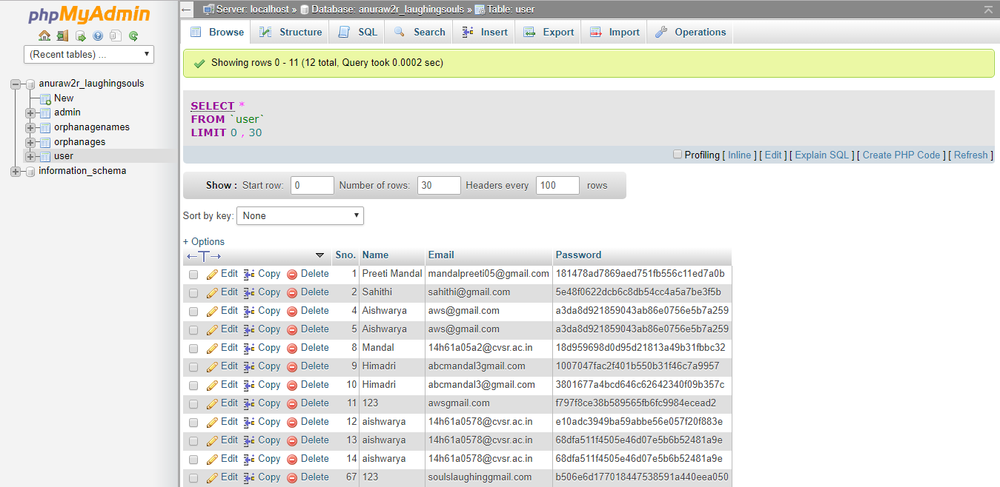 phpMyAdmin
(Recent tables) ...
anuraw2r_laughingsouls
New
admin
orphanagenames
orphanages
user
information_schema
Server: localhost » Database: anuraw2r_laughingsouls » Table: user
Browse Structure SQL Search Insert Export Import Operations
Showing rows 0 - 11 (12 total, Query took 0.0002 sec)
SELECT *
FROM `user`
LIMIT 0 , 30
Profiling [ Inline ] [ Edit ] [ Explain SQL ] [ Create PHP Code ] [ Refresh ]
Show : Start row: 0 Number of rows: 30 Headers every 100 rows
Sort by key: None
+ Options
←T→ Sno. Name Email Password
Edit Copy Delete 1 Preeti Mandal mandalpreeti05@gmail.com 181478ad7869aed751fb556c11ed7a0b
Edit Copy Delete 2 Sahithi sahithi@gmail.com 5e48f0622dcb6c8db54cc4a5a7be3f5b
Edit Copy Delete 4 Aishwarya aws@gmail.com a3da8d921859043ab86e0756e5b7a259
Edit Copy Delete 5 Aishwarya aws@gmail.com a3da8d921859043ab86e0756e5b7a259
Edit Copy Delete 8 Mandal 14h61a05a2@cvsr.ac.in 18d959698d0d95d21813a49b31fbbc32
Edit Copy Delete 9 Himadri abcmandal3gmail.com 1007047fac2f401b550b31f46c7a9957
Edit Copy Delete 10 Himadri abcmandal3@gmail.com 3801677a4bcd646c62642340f09b357c
Edit Copy Delete 11 123 awsgmail.com f797f8ce38b589565fb6fc9984ecead2
Edit Copy Delete 12 aishwarya 14h61a0578@cvsr.ac.in e10adc3949ba59abbe56e057f20f883e
Edit Copy Delete 13 aishwarya 14h61a0578@cvsr.ac.in 68dfa511f4505e46d07e5b6b52481a9e
Edit Copy Delete 14 aishwarya 14h61a0578@cvsr.ac.in 68dfa511f4505e46d07e5b6b52481a9e
Edit Copy Delete 67 123 soulslaughinggmail.com b506e6d177018447538591a440eea050